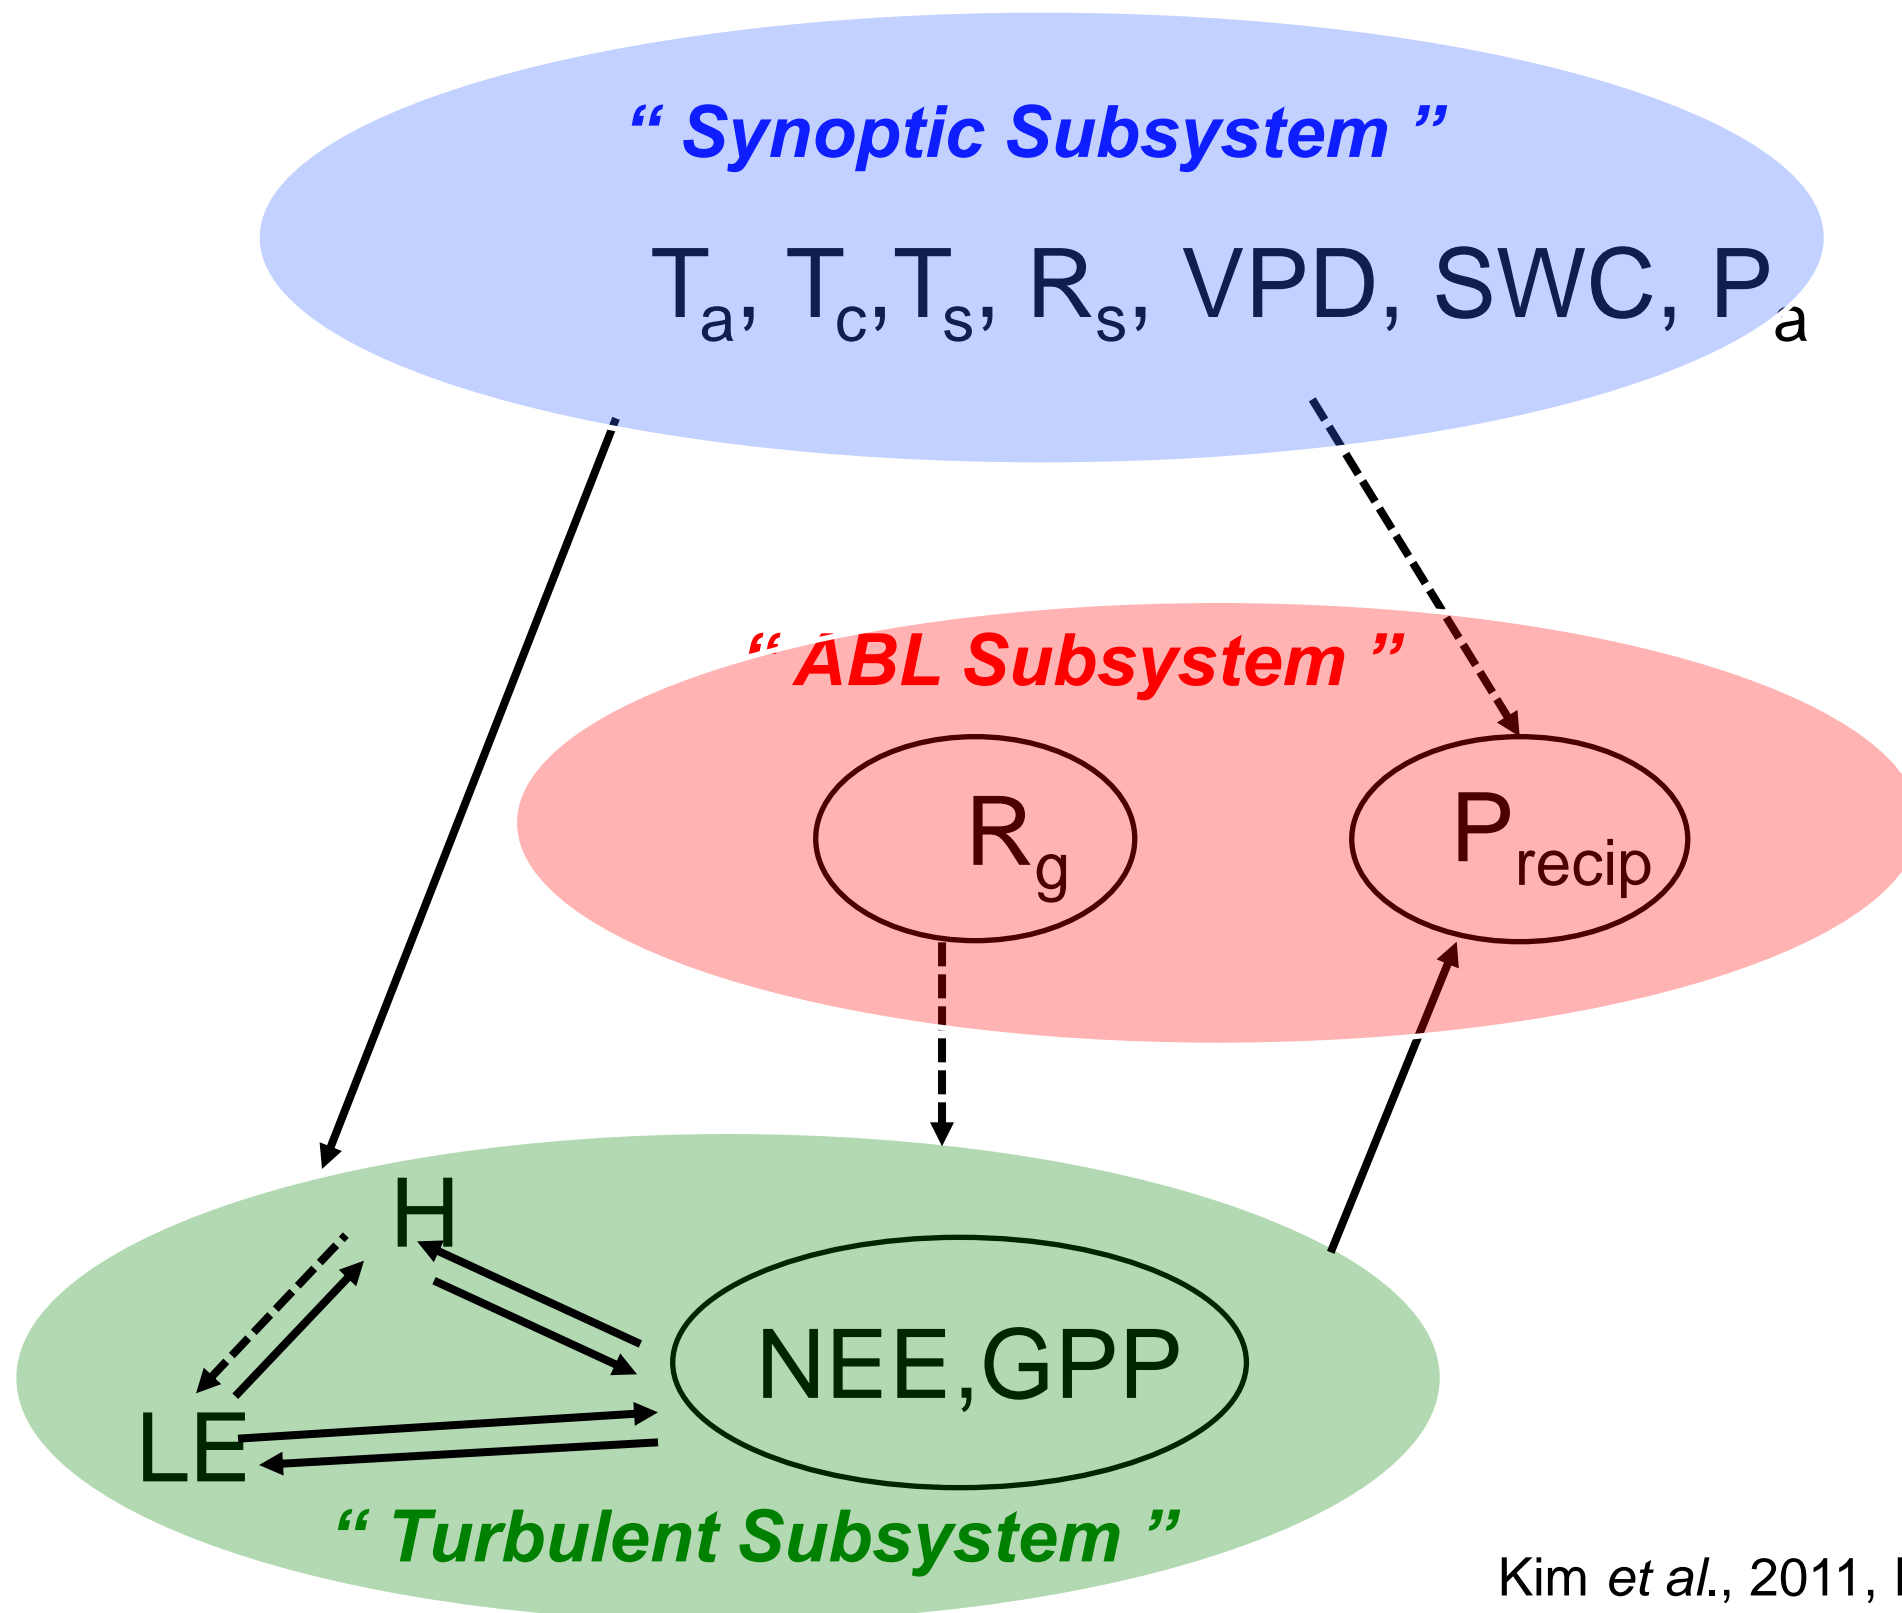 “ Synoptic Subsystem ”
Ta, Tc,Ts, Rs, VPD, SWC, Pa
“ ABL Subsystem ”
Rg
Precip
H
NEE,GPP
LE
“ Turbulent Subsystem ”
Kim et al., 2011,